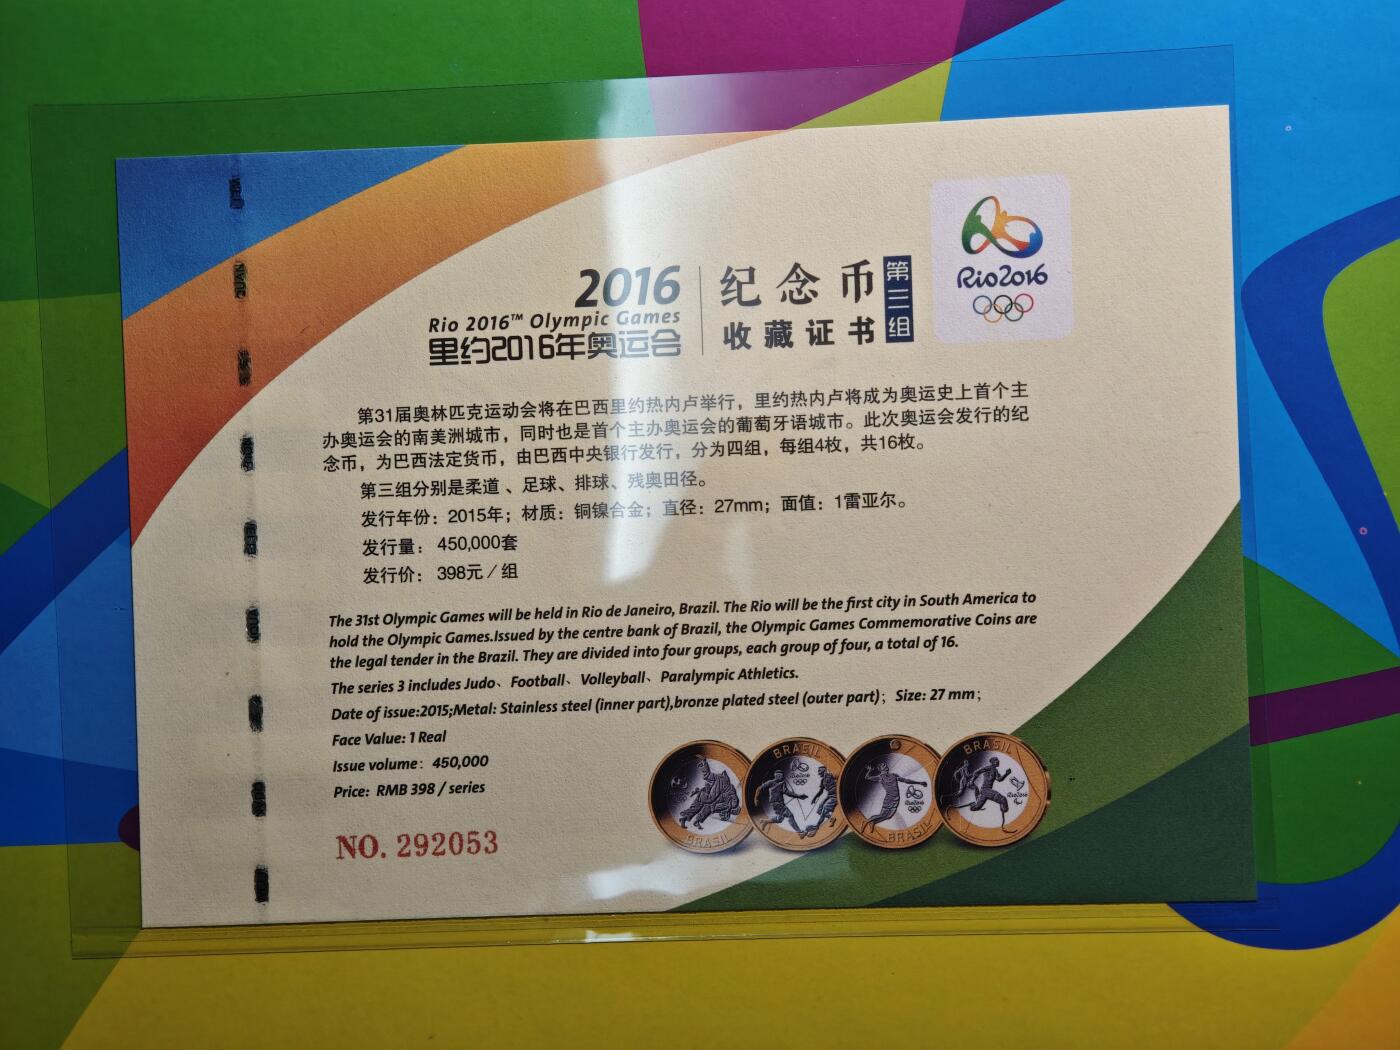 2016
Rio 2016™ Olympic Games
里约2016年奥运会
纪念币
收藏证书
第三组
Rio2016
第31届奥林匹克运动会将在巴西里约热内卢举行，里约热内卢将成为奥运史上首个主
办奥运会的南美洲城市，同时也是首个主办奥运会的葡萄牙语城市。此次奥运会发行的纪
念币，为巴西法定货币，由巴西中央银行发行，分为四组，每组4枚，共16枚。
第三组分别是柔道 、足球、排球、残奥田径。
发行年份：2015年；材质：铜镍合金；直径：27mm；面值：1雷亚尔。
发行量： 450,000套
发行价： 398元／组
The 31st Olympic Games will be held in Rio de Janeiro, Brazil. The Rio will be the first city in South America to
hold the Olympic Games.Issued by the centre bank of Brazil, the Olympic Games Commemorative Coins are
the legal tender in the Brazil. They are divided into four groups, each group of four, a total of 16.
The series 3 includes Judo、Football、Volleyball、Paralympic Athletics.
Date of issue:2015;Metal: Stainless steel (inner part),bronze plated steel (outer part)；Size: 27 mm；
Face Value: 1 Real
Issue volume：450,000
Price: RMB 398 / series
NO. 292053
BRASIL
BRASIL
BRASIL
BRASIL